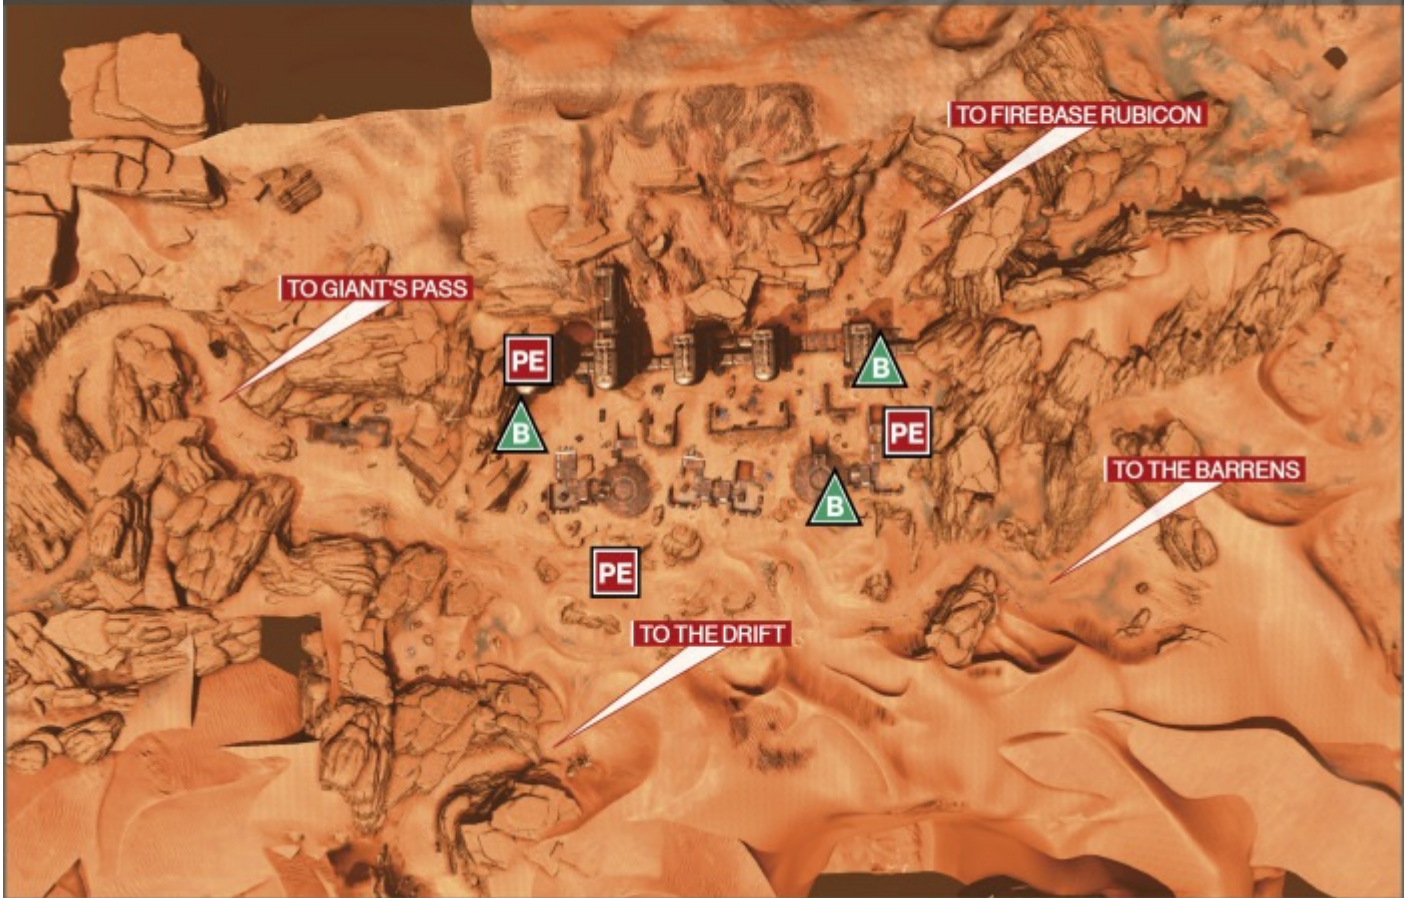 TO FIREBASE RUBICON
TO GIANT'S PASS
PE
B
B
PE
TO THE BARRENS
B
PE
TO THE DRIFT